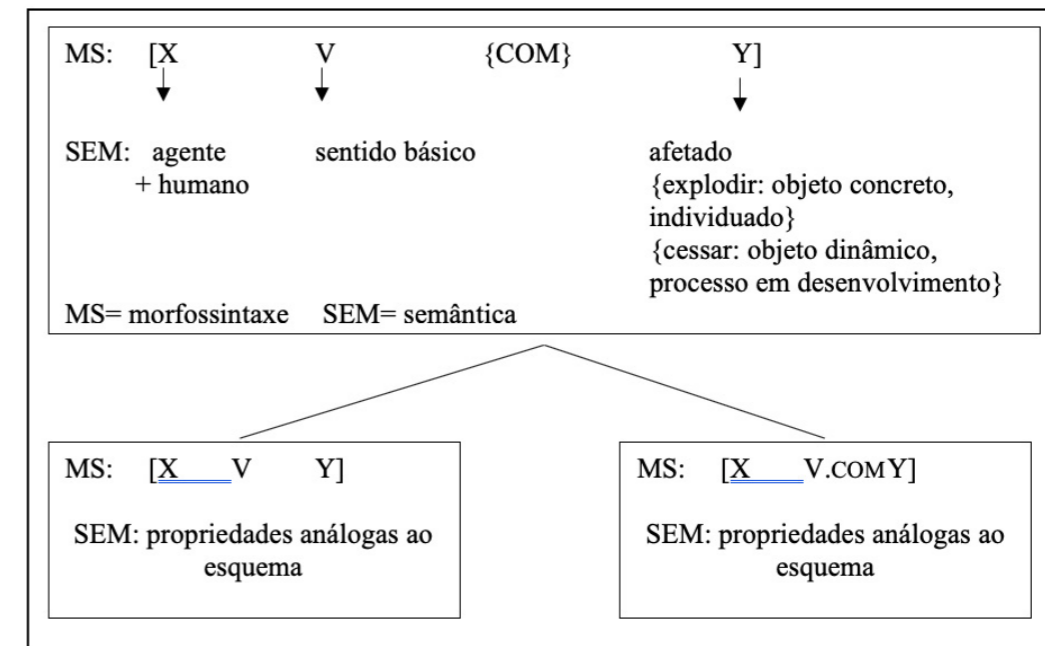 MS: [X V {COM} Y]
SEM: agente sentido básico afetado
+ humano {explodir: objeto concreto,
individuado}
{cessar: objeto dinâmico,
processo em desenvolvimento}
MS= morfossintaxe SEM= semântica
MS: [X V Y]
SEM: propriedades análogas ao
esquema
MS: [X V.COM Y]
SEM: propriedades análogas ao
esquema